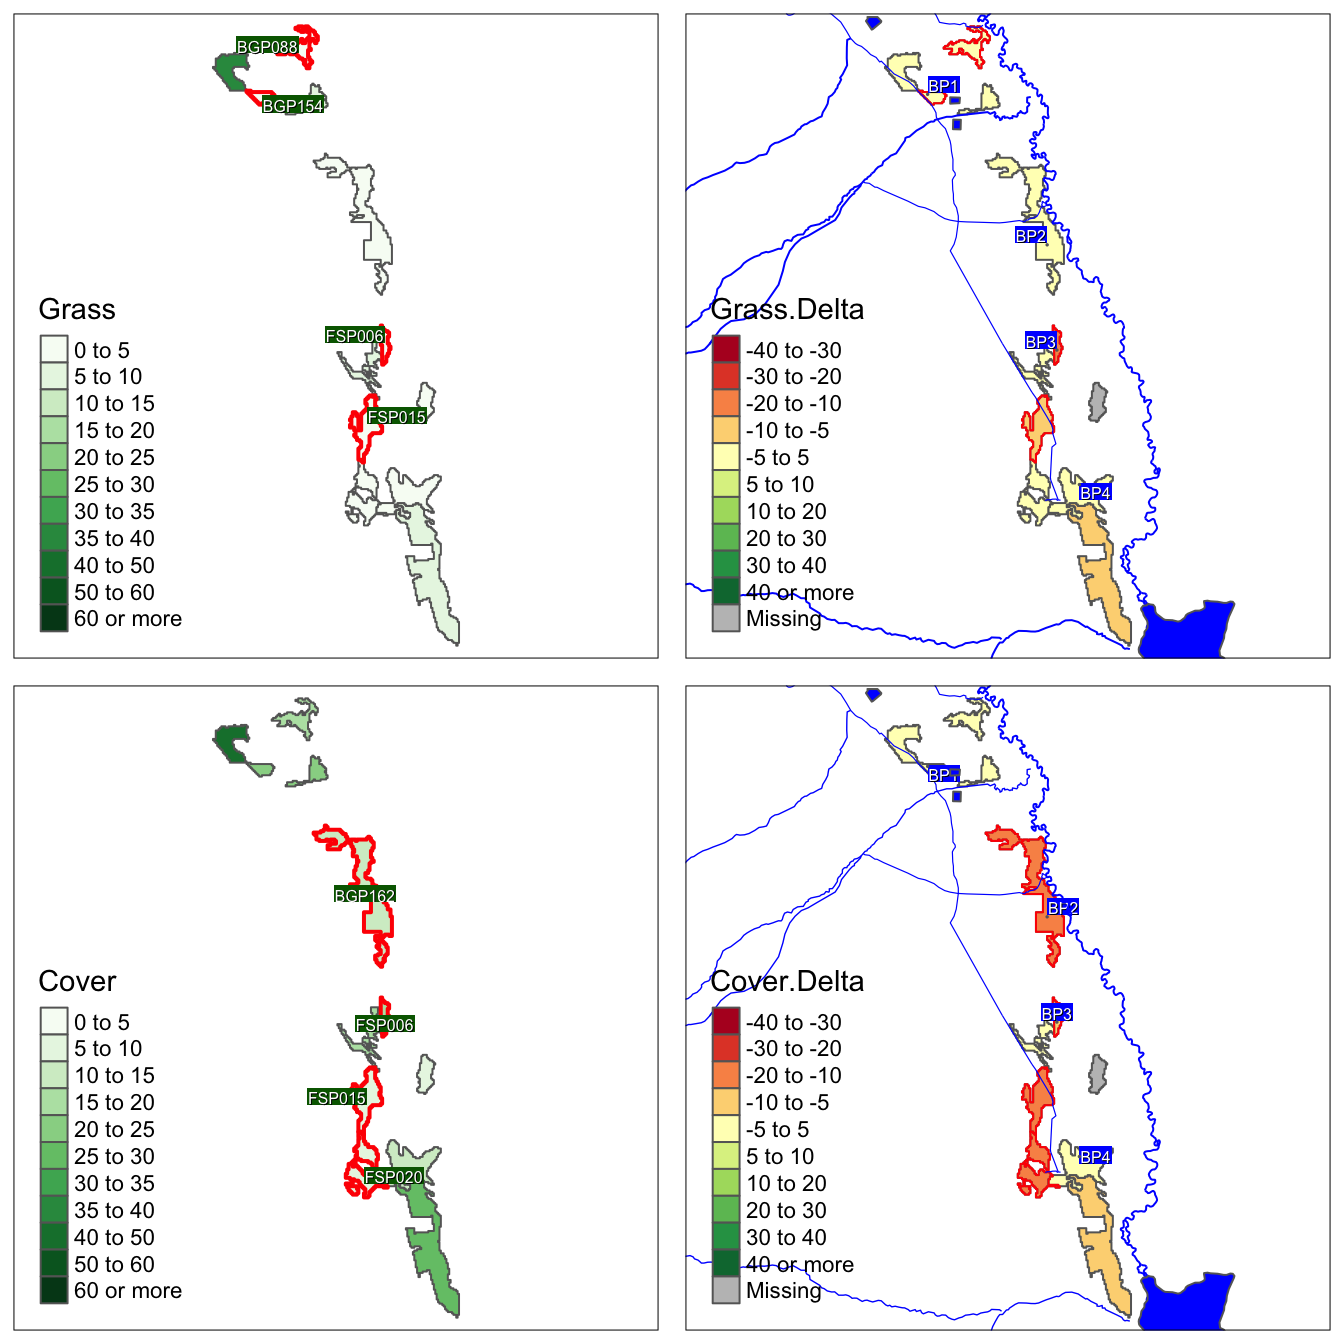 BGP088
BGP154
FSP006
FSP015
Grass
0 to 5
5 to 10
10 to 15
15 to 20
20 to 25
25 to 30
30 to 35
35 to 40
40 to 50
50 to 60
60 or more
BP1
BP2
BP3
BP4
Grass.Delta
-40 to -30
-30 to -20
-20 to -10
-10 to -5
-5 to 5
5 to 10
10 to 20
20 to 30
30 to 40
40 or more
Missing
BGP162
FSP006
FSP015
FSP020
Cover
0 to 5
5 to 10
10 to 15
15 to 20
20 to 25
25 to 30
30 to 35
35 to 40
40 to 50
50 to 60
60 or more
BP1
BP2
BP3
BP4
Cover.Delta
-40 to -30
-30 to -20
-20 to -10
-10 to -5
-5 to 5
5 to 10
10 to 20
20 to 30
30 to 40
40 or more
Missing